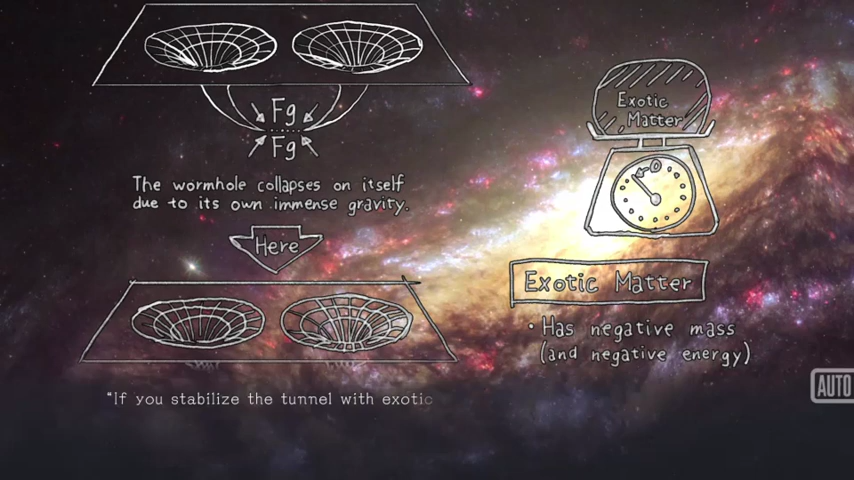 Fg
Fg
The wormhole collapses on itself
due to its own immense gravity.
Here
Exotic
Matter
0
Exotic Matter
• Has negative mass
(and negative energy)
AUTO
"If you stabilize the tunnel with exotic